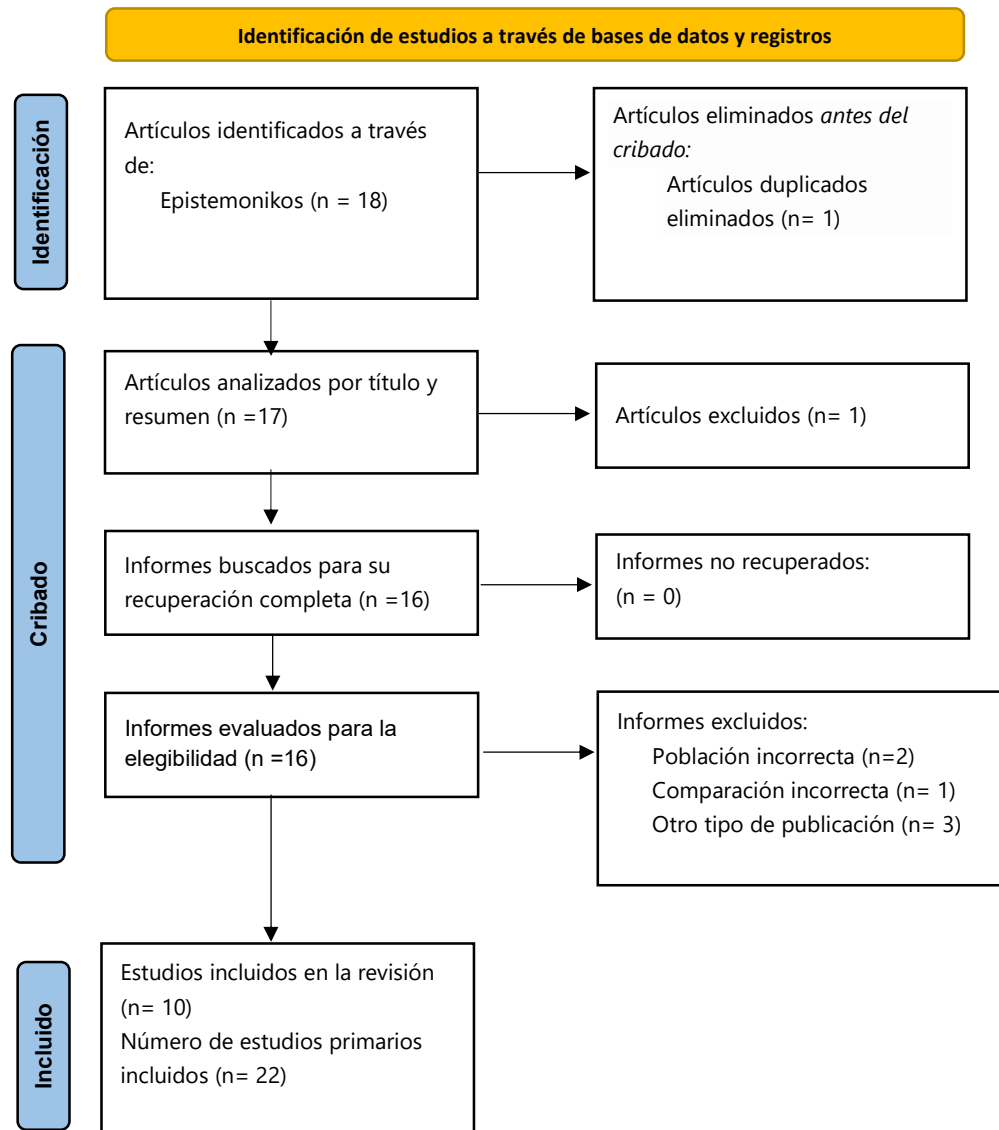 Identificación de estudios a través de bases de datos y registros
Identificación
Artículos identificados a través
de:
Epistemonikos (n = 18)
Artículos eliminados antes del
cribado:
Artículos duplicados
eliminados (n= 1)
Cribado
Artículos analizados por título y
resumen (n =17)
Artículos excluidos (n= 1)
Informes buscados para su
recuperación completa (n =16)
Informes no recuperados:
(n = 0)
Informes evaluados para la
elegibilidad (n =16)
Informes excluidos:
Población incorrecta (n=2)
Comparación incorrecta (n= 1)
Otro tipo de publicación (n= 3)
Incluido
Estudios incluidos en la revisión
(n= 10)
Número de estudios primarios
incluidos (n= 22)